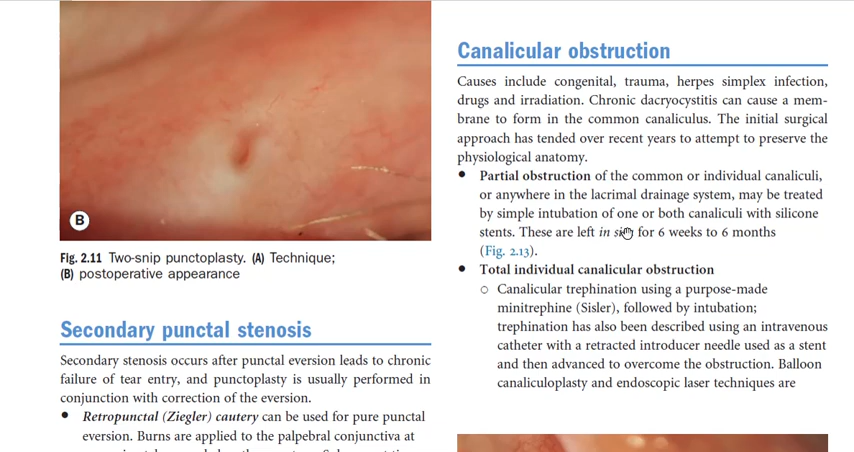 B
Fig. 2.11 Two-snip punctoplasty. (A) Technique;
(B) postoperative appearance
Secondary punctal stenosis
Secondary stenosis occurs after punctal eversion leads to chronic
failure of tear entry, and punctoplasty is usually performed in
conjunction with correction of the eversion.
• Retropunctal (Ziegler) cautery can be used for pure punctal
eversion. Burns are applied to the palpebral conjunctiva at
Canalicular obstruction
Causes include congenital, trauma, herpes simplex infection,
drugs and irradiation. Chronic dacryocystitis can cause a mem-
brane to form in the common canaliculus. The initial surgical
approach has tended over recent years to attempt to preserve the
physiological anatomy.
• Partial obstruction of the common or individual canaliculi,
or anywhere in the lacrimal drainage system, may be treated
by simple intubation of one or both canaliculi with silicone
stents. These are left in for 6 weeks to 6 months
(Fig. 2.13).
• Total individual canalicular obstruction
○ Canalicular trephination using a purpose-made
minitrephine (Sisler), followed by intubation;
trephination has also been described using an intravenous
catheter with a retracted introducer needle used as a stent
and then advanced to overcome the obstruction. Balloon
canaliculoplasty and endoscopic laser techniques are